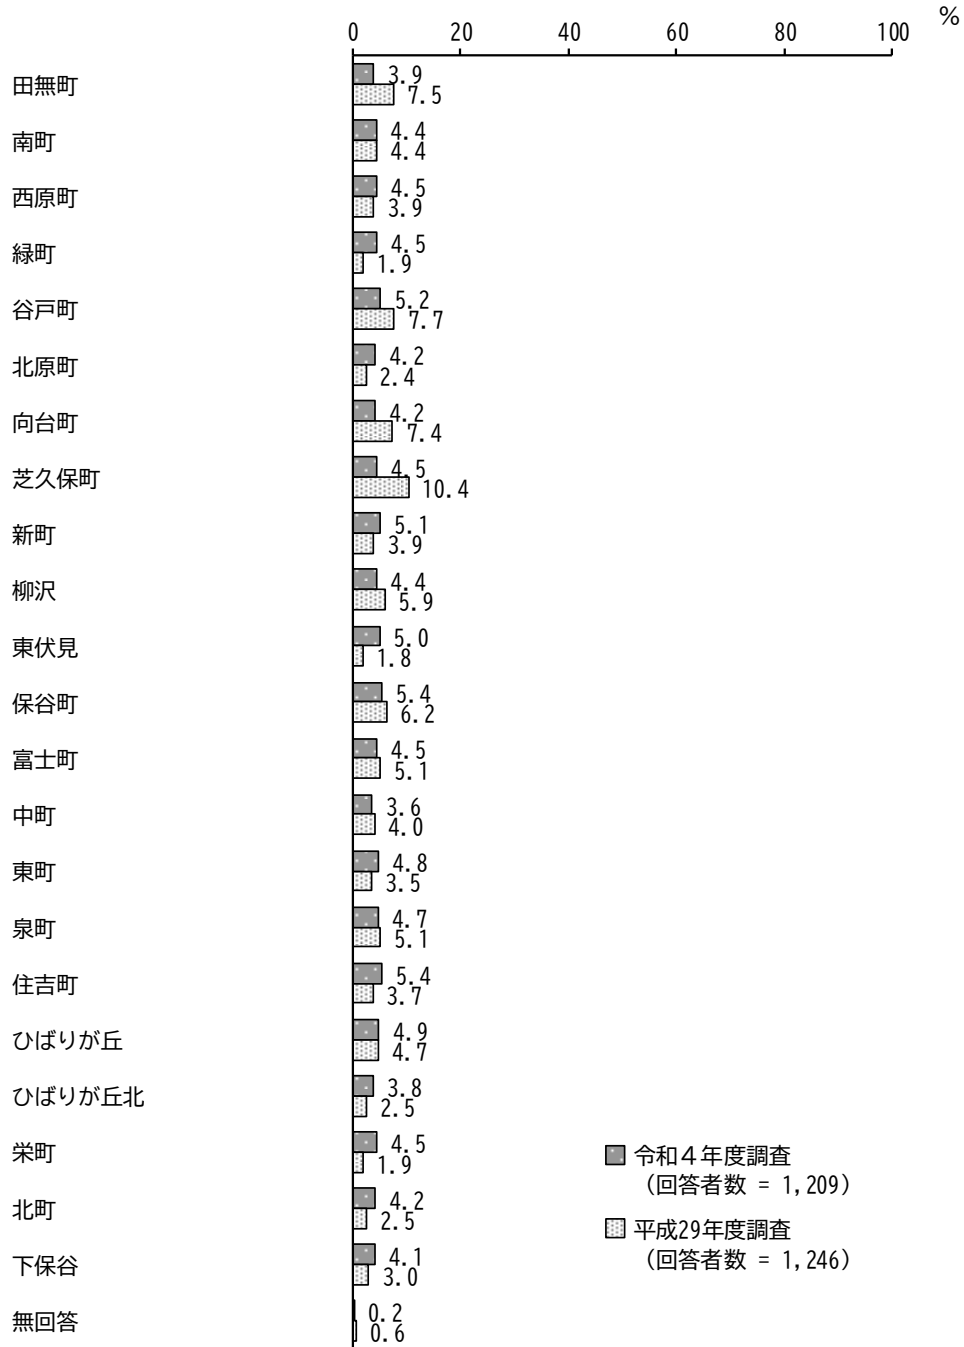 %
0 20 40 60 80 100
田無町 3.9
7.5
南町 4.4
4.4
西原町 4.5
3.9
緑町 4.5
1.9
谷戸町 5.2
7.7
北原町 4.2
2.4
向台町 4.2
7.4
芝久保町 4.5
10.4
新町 5.1
3.9
柳沢 4.4
5.9
東伏見 5.0
1.8
保谷町 5.4
6.2
富士町 4.5
5.1
中町 3.6
4.0
東町 4.8
3.5
泉町 4.7
5.1
住吉町 5.4
3.7
ひばりが丘 4.9
4.7
ひばりが丘北 3.8
2.5
栄町 4.5
1.9
北町 4.2
2.5
下保谷 4.1
3.0
無回答 0.2
0.6
令和４年度調査
（回答者数 = 1,209）
平成29年度調査
（回答者数 = 1,246）